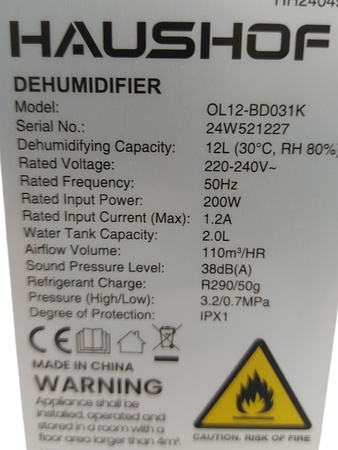 HAUSHOF
DEHUMIDIFIER
Model: OL12-BD031K
Serial No.: 24W521227
Dehumidifying Capacity: 12L (30°C, RH 80%)
Rated Voltage: 220-240V~
Rated Frequency: 50Hz
Rated Input Power: 200W
Rated Input Current (Max): 1.2A
Water Tank Capacity: 2.0L
Airflow Volume: 110m³/HR
Sound Pressure Level: 38dB(A)
Refrigerant Charge: R290/50g
Pressure (High/Low): 3.2/0.7MPa
Degree of Protection: IPX1
CE
MADE IN CHINA
WARNING
Appliance shall be
installed, operated and
stored in a room with a
floor area larger than 4m².
CAUTION, RISK OF FIRE